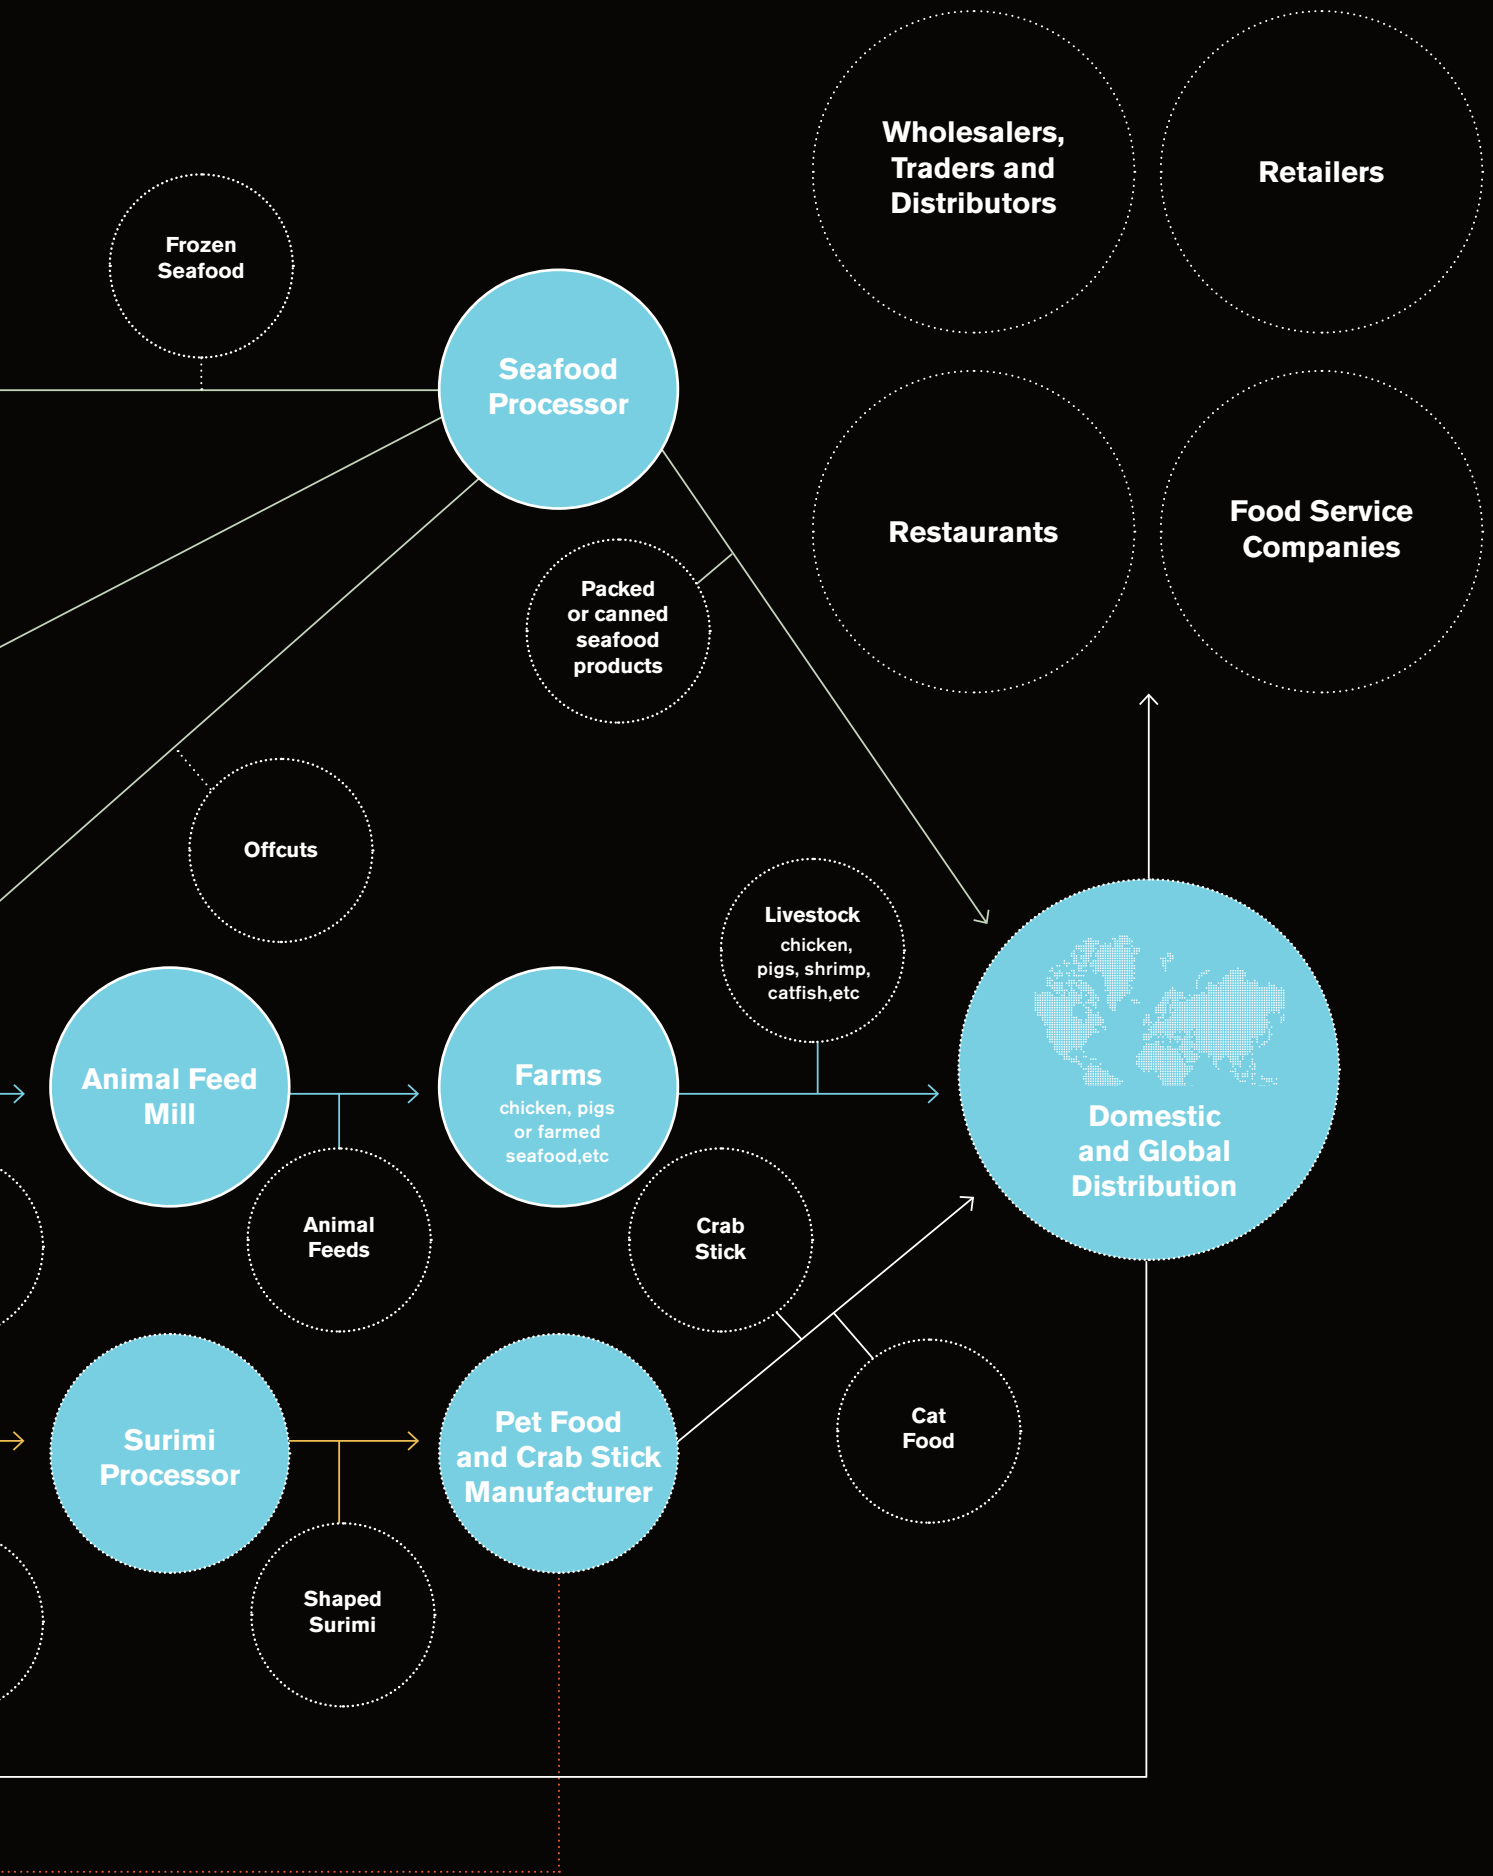 Wholesalers,
Traders and
Distributors
Retailers
Frozen
Seafood
Seafood
Processor
Restaurants
Food Service
Companies
Packed
or canned
seafood
products
Offcuts
Livestock
chicken,
pigs, shrimp,
catfish,etc
Animal Feed
Mill
Farms
chicken, pigs
or farmed
seafood,etc
Domestic
and Global
Distribution
Animal
Feeds
Crab
Stick
Surimi
Processor
Pet Food
and Crab Stick
Manufacturer
Cat
Food
Shaped
Surimi